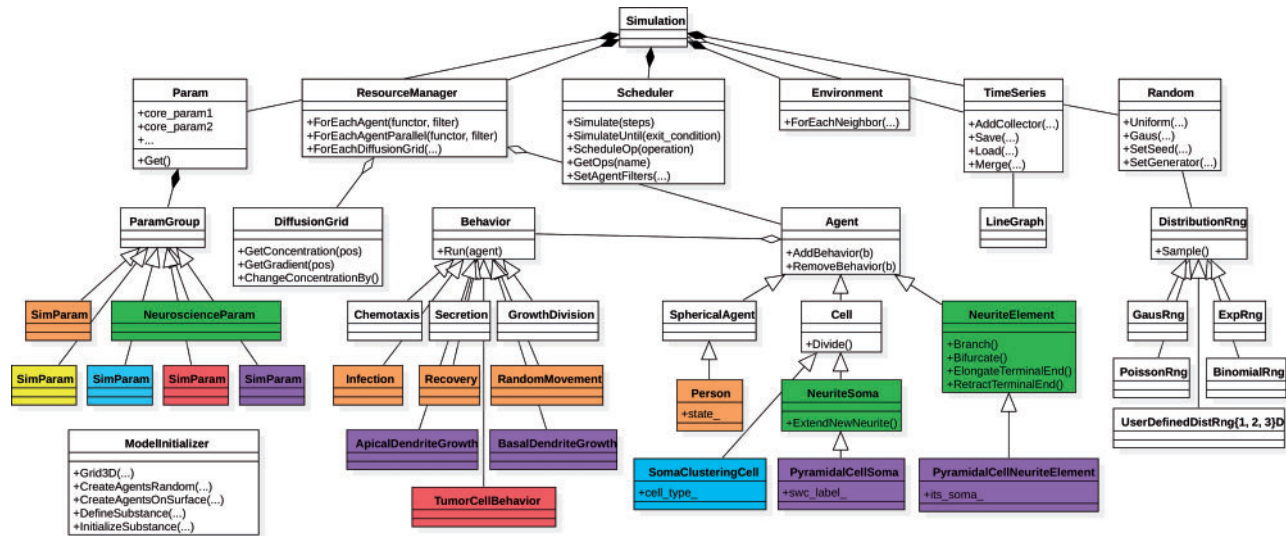 Simulation
Param
+core_param1
+core_param2
+...
+Get()
ResourceManager
+ForEachAgent(functor, filter)
+ForEachAgentParallel(functor, filter)
+ForEachDiffusionGrid(...)
Scheduler
+Simulate(steps)
+SimulateUntil(exit_condition)
+ScheduleOp(operation)
+GetOps(name)
+SetAgentFilters(...)
Environment
+ForEachNeighbor(...)
TimeSeries
+AddCollector(...)
+Save(...)
+Load(...)
+Merge(...)
Random
+Uniform(...)
+Gaus(...)
+SetSeed(...)
+SetGenerator(...)
ParamGroup
DiffusionGrid
+GetConcentration(pos)
+GetGradient(pos)
+ChangeConcentrationBy()
Behavior
+Run(agent)
Agent
+AddBehavior(b)
+RemoveBehavior(b)
LineGraph
DistributionRng
+Sample()
SimParam
NeuroscienceParam
Chemotaxis
Secretion
GrowthDivision
SphericalAgent
Cell
+Divide()
NeuriteElement
+Branch()
+Bifurcate()
+ElongateTerminalEnd()
+RetractTerminalEnd()
GausRng
ExpRng
SimParam
SimParam
SimParam
SimParam
Infection
Recovery
RandomMovement
Person
+state_
NeuriteSoma
+ExtendNewNeurite()
PoissonRng
BinomialRng
UserDefinedDistRng{1, 2, 3}D
ModelInitializer
+Grid3D(...)
+CreateAgentsRandom(...)
+CreateAgentsOnSurface(...)
+DefineSubstance(...)
+InitializeSubstance(...)
ApicalDendriteGrowth
BasalDendriteGrowth
SomaClusteringCell
+cell_type_
PyramidalCellSoma
+swc_label_
PyramidalCellNeuriteElement
+its_soma_
TumorCellBehavior